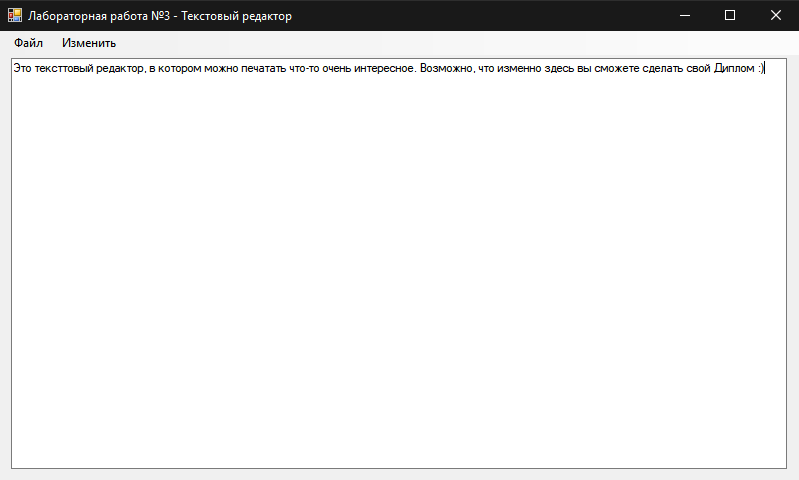 Лабораторная работа №3 - Текстовый редактор
Файл Изменить
Это тексттовый редактор, в котором можно печатать что-то очень интересное. Возможно, что изменно здесь вы сможете сделать свой Диплом :)